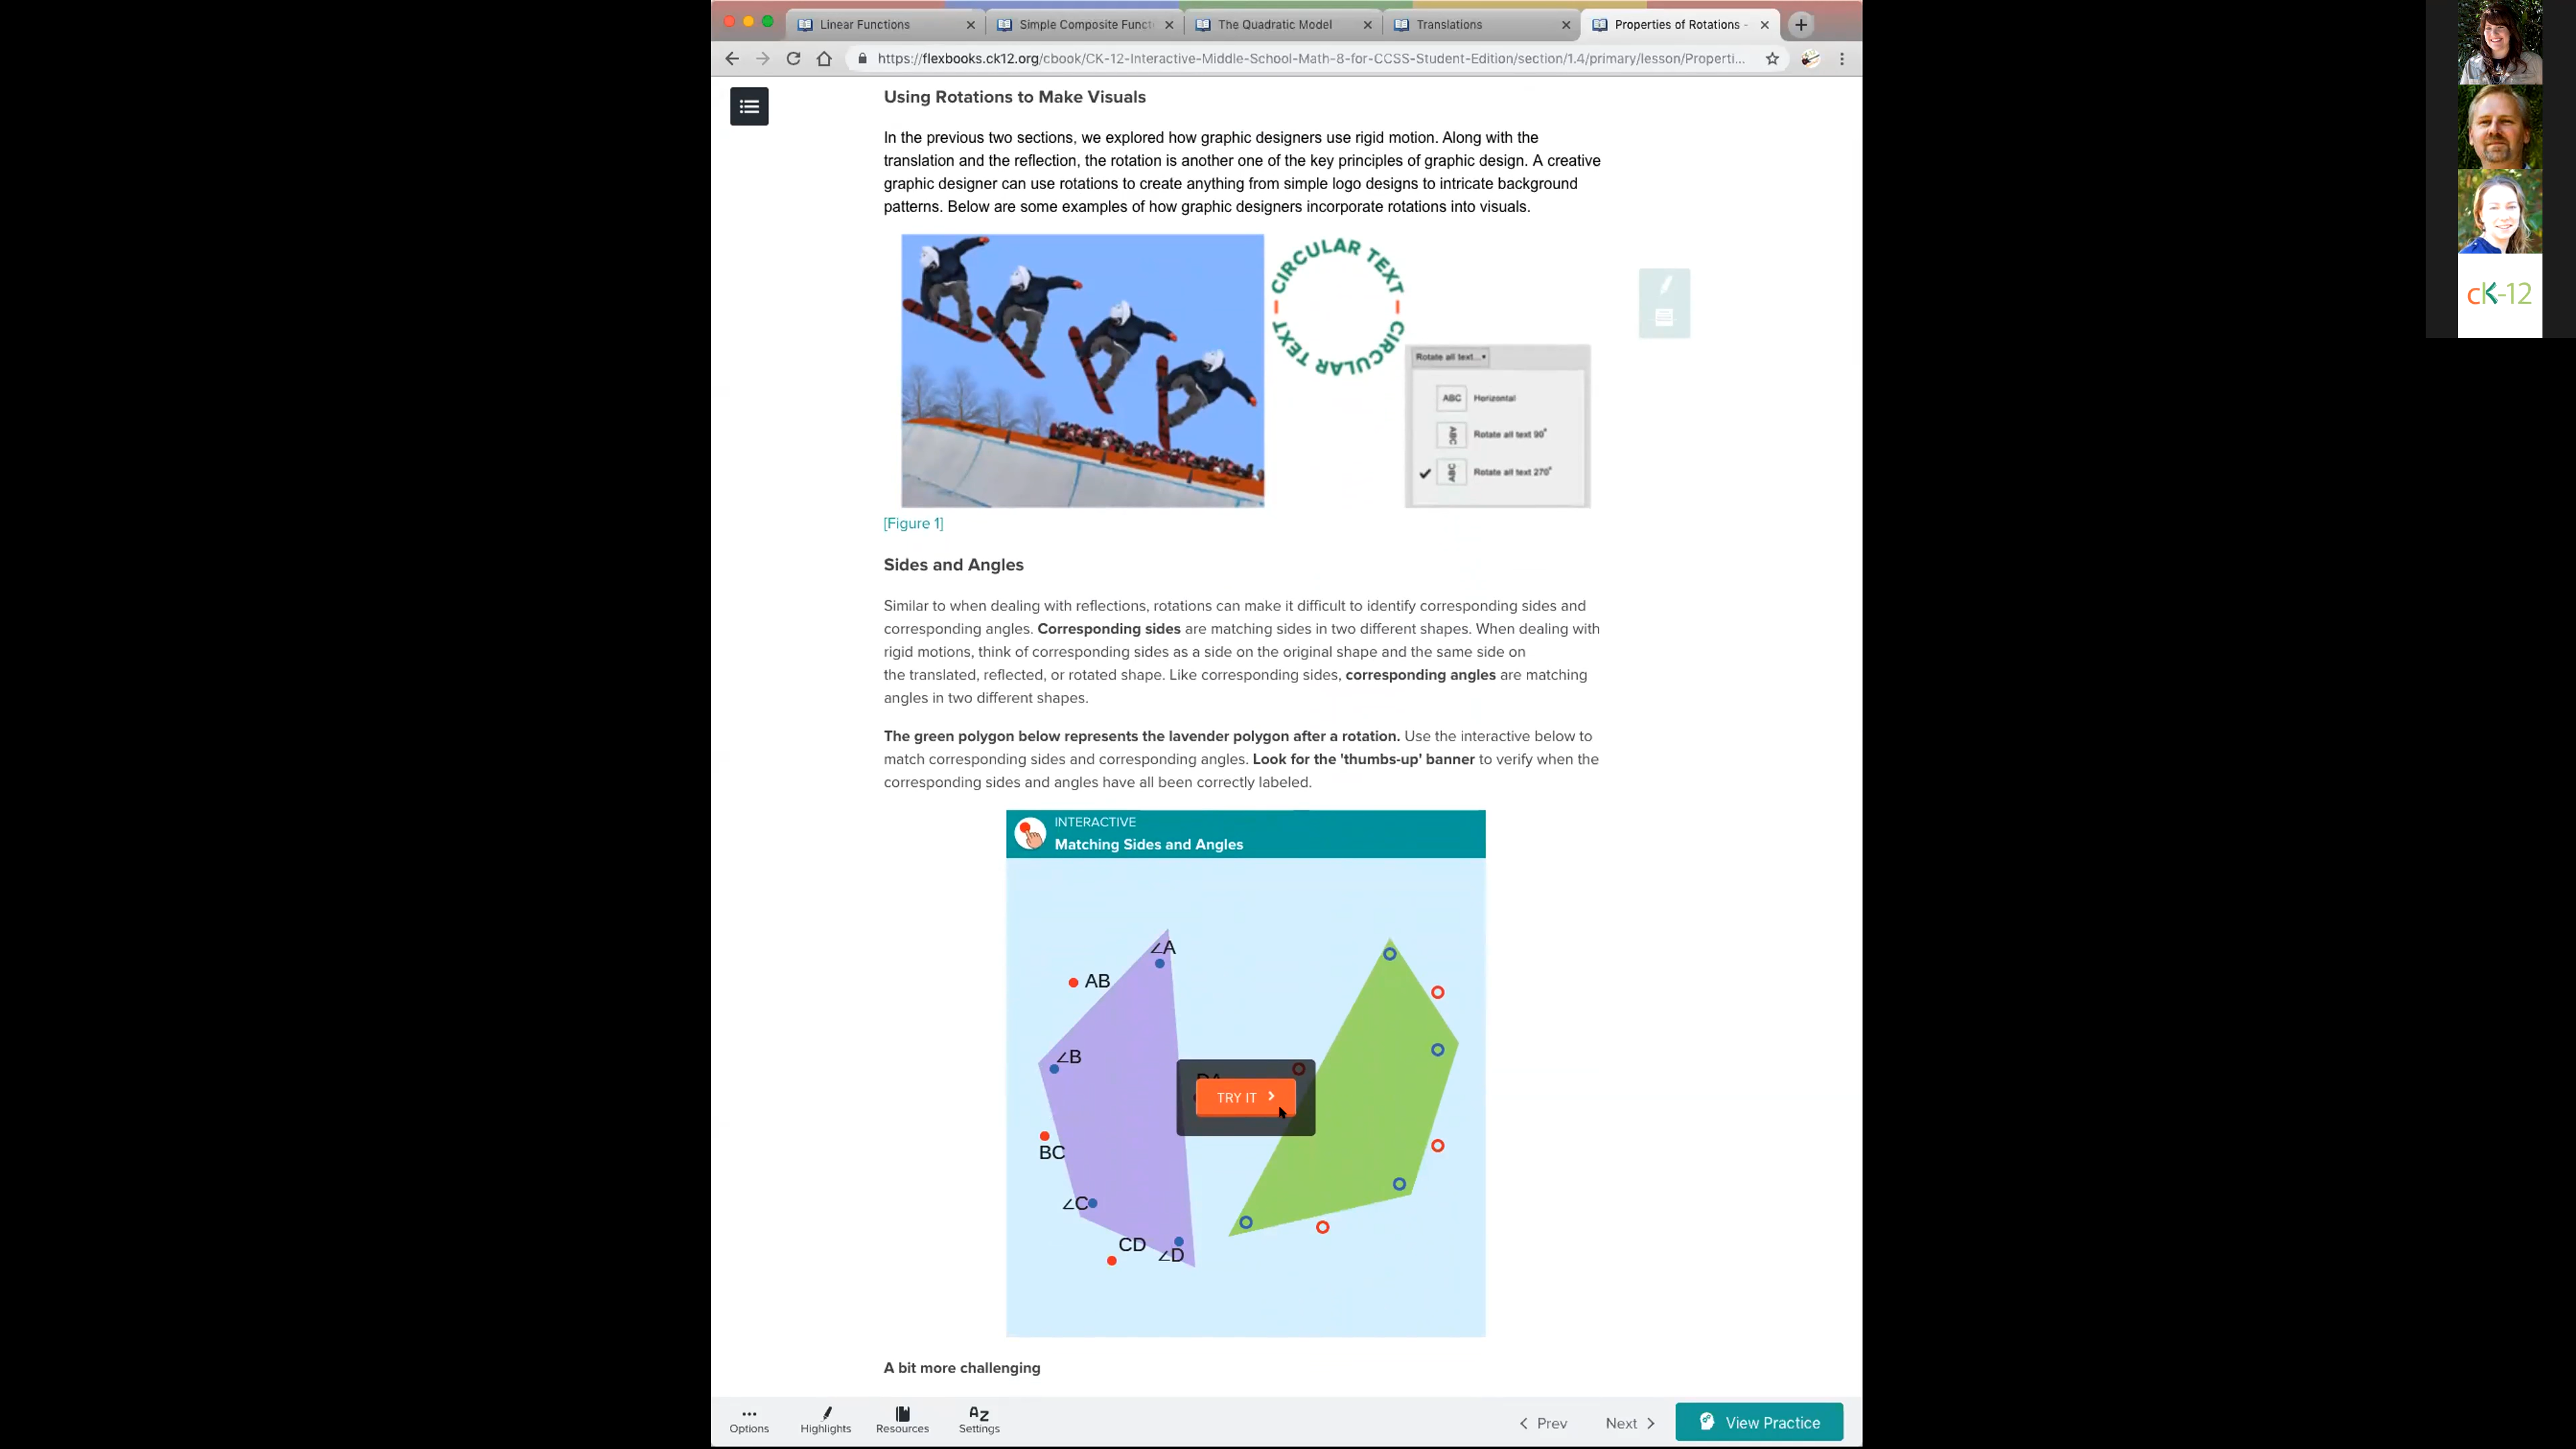 Linear Functions
Simple Composite Funct
The Quadratic Model
Translations
Properties of Rotations -
https://flexbooks.ck12.org/cbook/CK-12-Interactive-Middle-School-Math-8-for-CCSS-Student-Edition/section/1.4/primary/lesson/Properti...
Using Rotations to Make Visuals
In the previous two sections, we explored how graphic designers use rigid motion. Along with the
translation and the reflection, the rotation is another one of the key principles of graphic design. A creative
graphic designer can use rotations to create anything from simple logo designs to intricate background
patterns. Below are some examples of how graphic designers incorporate rotations into visuals.
CIRCULAR TEXT
CIRCULAR TEXT
Rotate all text...
ABC Horizontal
ABC Rotate all text 90°
ABC Rotate all text 270°
[Figure 1]
Sides and Angles
Similar to when dealing with reflections, rotations can make it difficult to identify corresponding sides and
corresponding angles. Corresponding sides are matching sides in two different shapes. When dealing with
rigid motions, think of corresponding sides as a side on the original shape and the same side on
the translated, reflected, or rotated shape. Like corresponding sides, corresponding angles are matching
angles in two different shapes.
The green polygon below represents the lavender polygon after a rotation. Use the interactive below to
match corresponding sides and corresponding angles. Look for the 'thumbs-up' banner to verify when the
corresponding sides and angles have all been correctly labeled.
INTERACTIVE
Matching Sides and Angles
∠A
AB
∠B
DA
TRY IT
BC
∠C
CD
∠D
A bit more challenging
Options
Highlights
Resources
AZ
Settings
Prev
Next
View Practice
cK-12